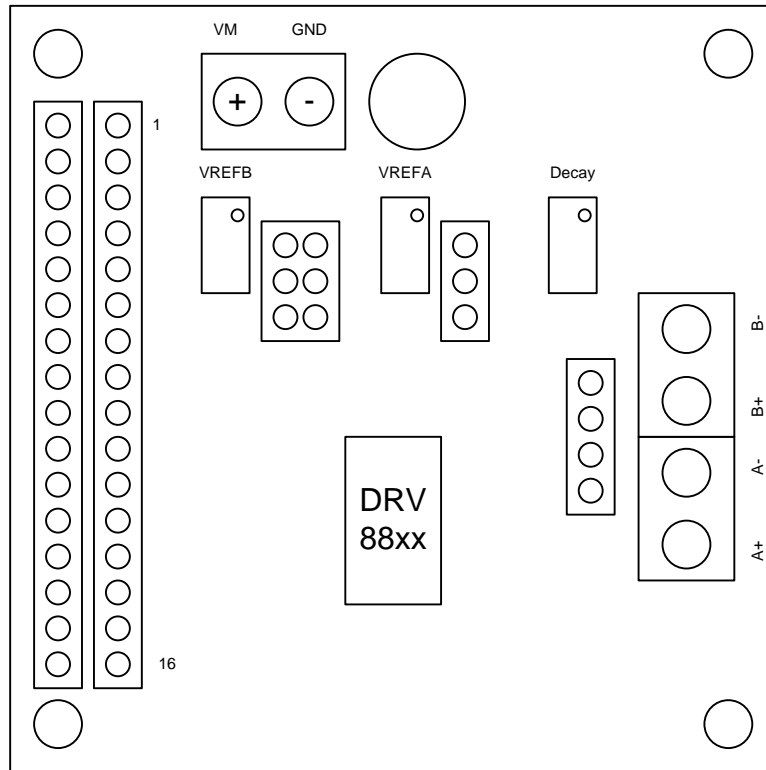 VM GND
+ -
1
VREFB VREFA Decay
B-
B+
A-
A+
DRV
88xx
16